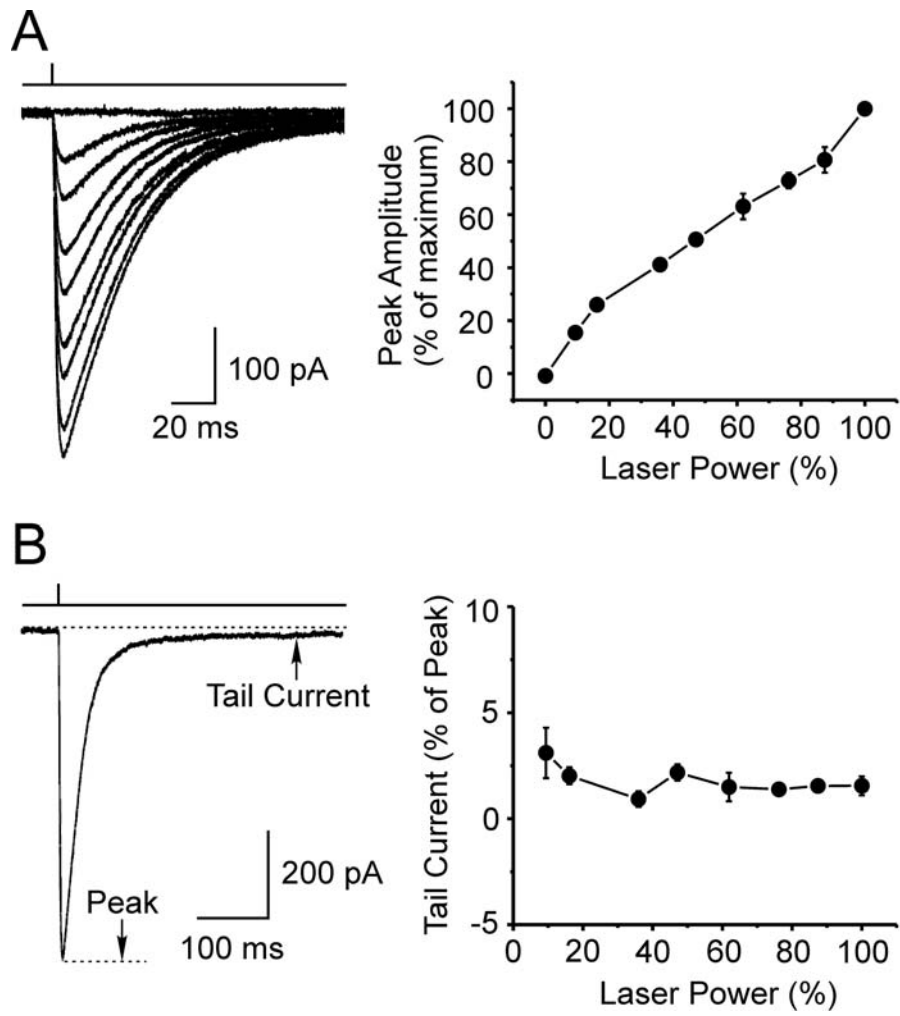 A
100 pA
20 ms
Peak Amplitude
(% of maximum)
100
80
60
40
20
0
0 20 40 60 80 100
Laser Power (%)
B
Tail Current
Peak
200 pA
100 ms
Tail Current (% of Peak)
10
5
0
-5
0 20 40 60 80 100
Laser Power (%)